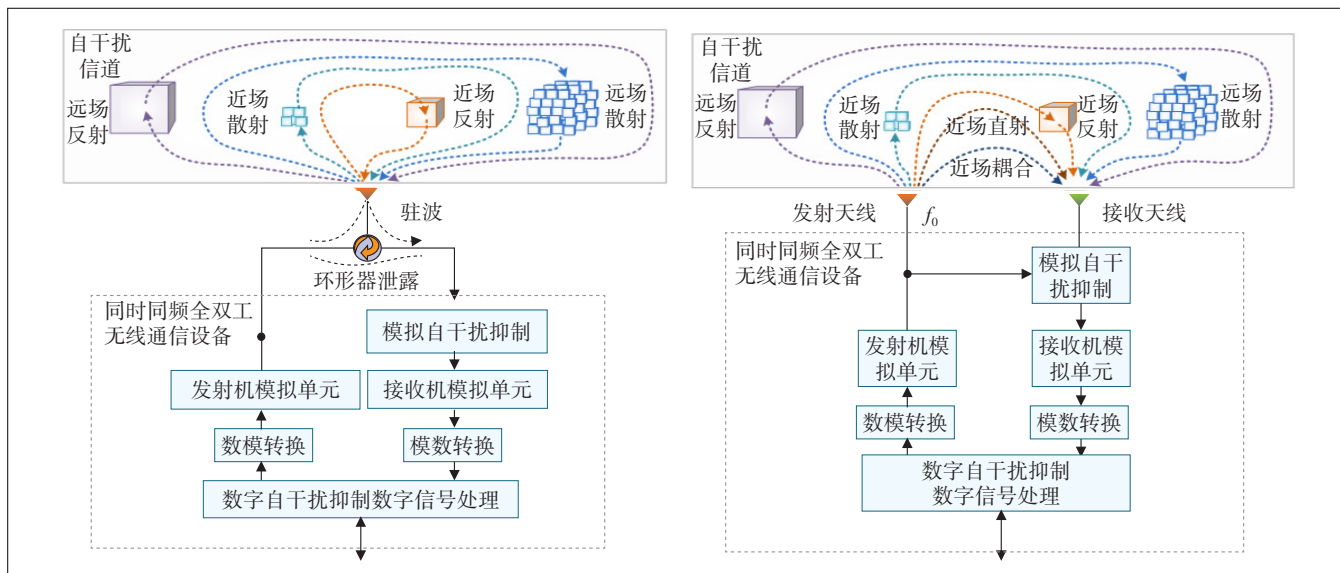 自干扰
信道
远场
反射
近场
散射
近场
反射
远场
散射
驻波
环形器泄露
同时同频全双工
无线通信设备
模拟自干扰抑制
发射机模拟单元
接收机模拟单元
数模转换
模数转换
数字自干扰抑制数字信号处理
自干扰
信道
远场
反射
近场
散射
近场直射
近场
反射
远场
散射
近场耦合
发射天线
f₀
接收天线
同时同频全双工
无线通信设备
模拟自干
扰抑制
发射机模
拟单元
接收机模
拟单元
数模转换
模数转换
数字自干扰抑制
数字信号处理